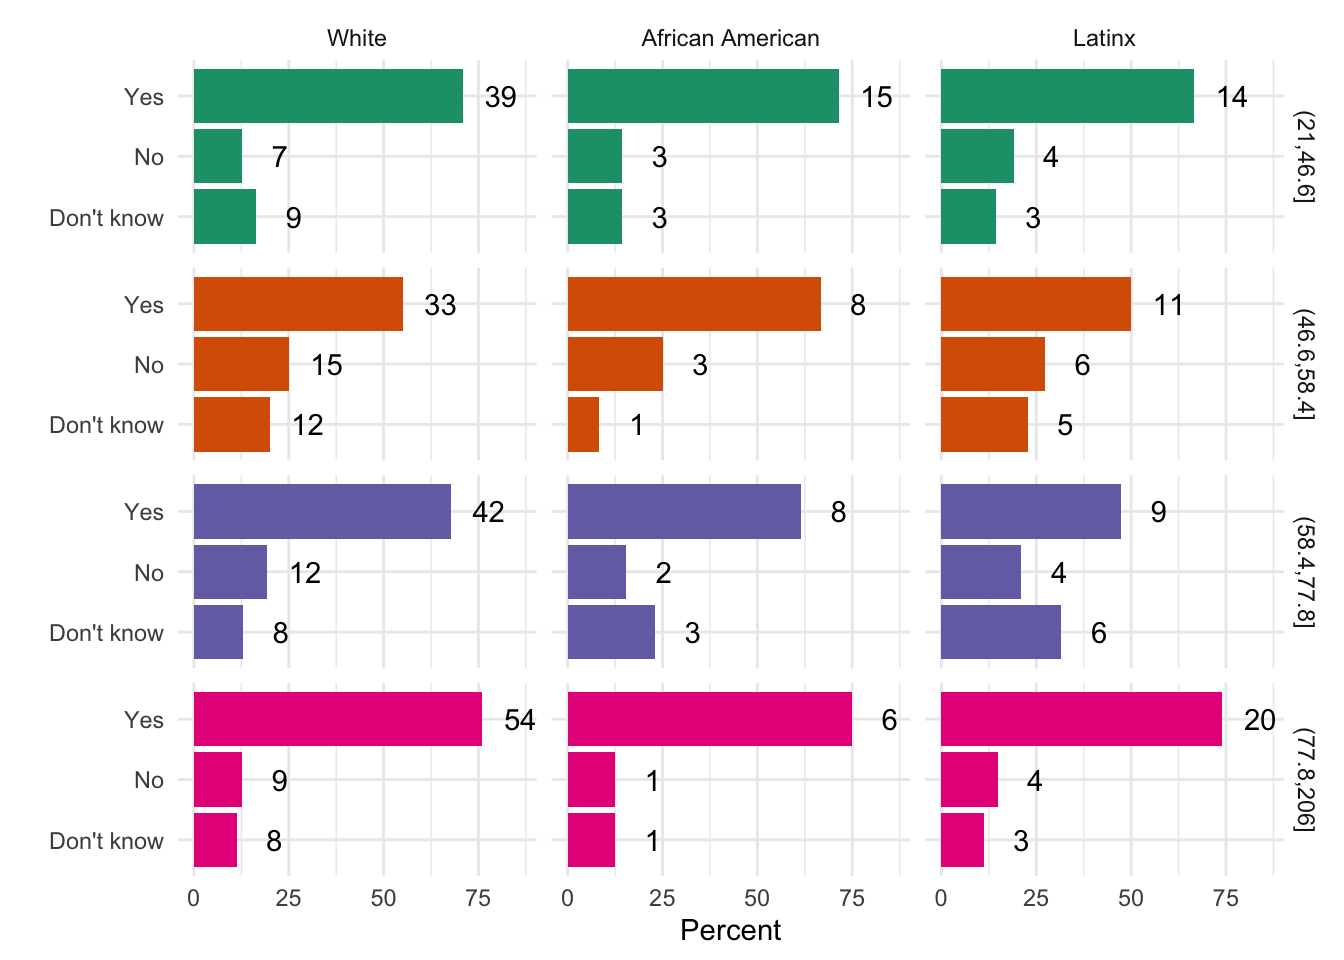 White African American Latinx
Yes 39 15 14
No 7 3 4
Don't know 9 3 3
(21,46.6]
Yes 33 8 11
No 15 3 6
Don't know 12 1 5
(46.6,58.4]
Yes 42 8 9
No 12 2 4
Don't know 8 3 6
(58.4,77.8]
Yes 54 6 20
No 9 1 4
Don't know 8 1 3
(77.8,206]
0 25 50 75 0 25 50 75 0 25 50 75
Percent